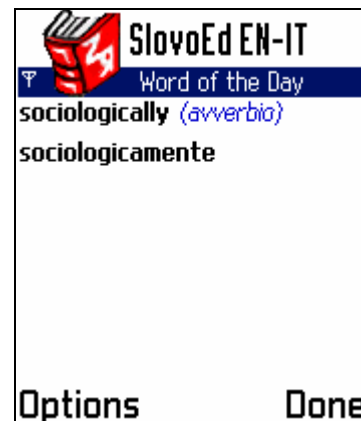 SlovoEd EN-IT
Word of the Day
sociologically (avverbio)
sociologicamente
Options Done